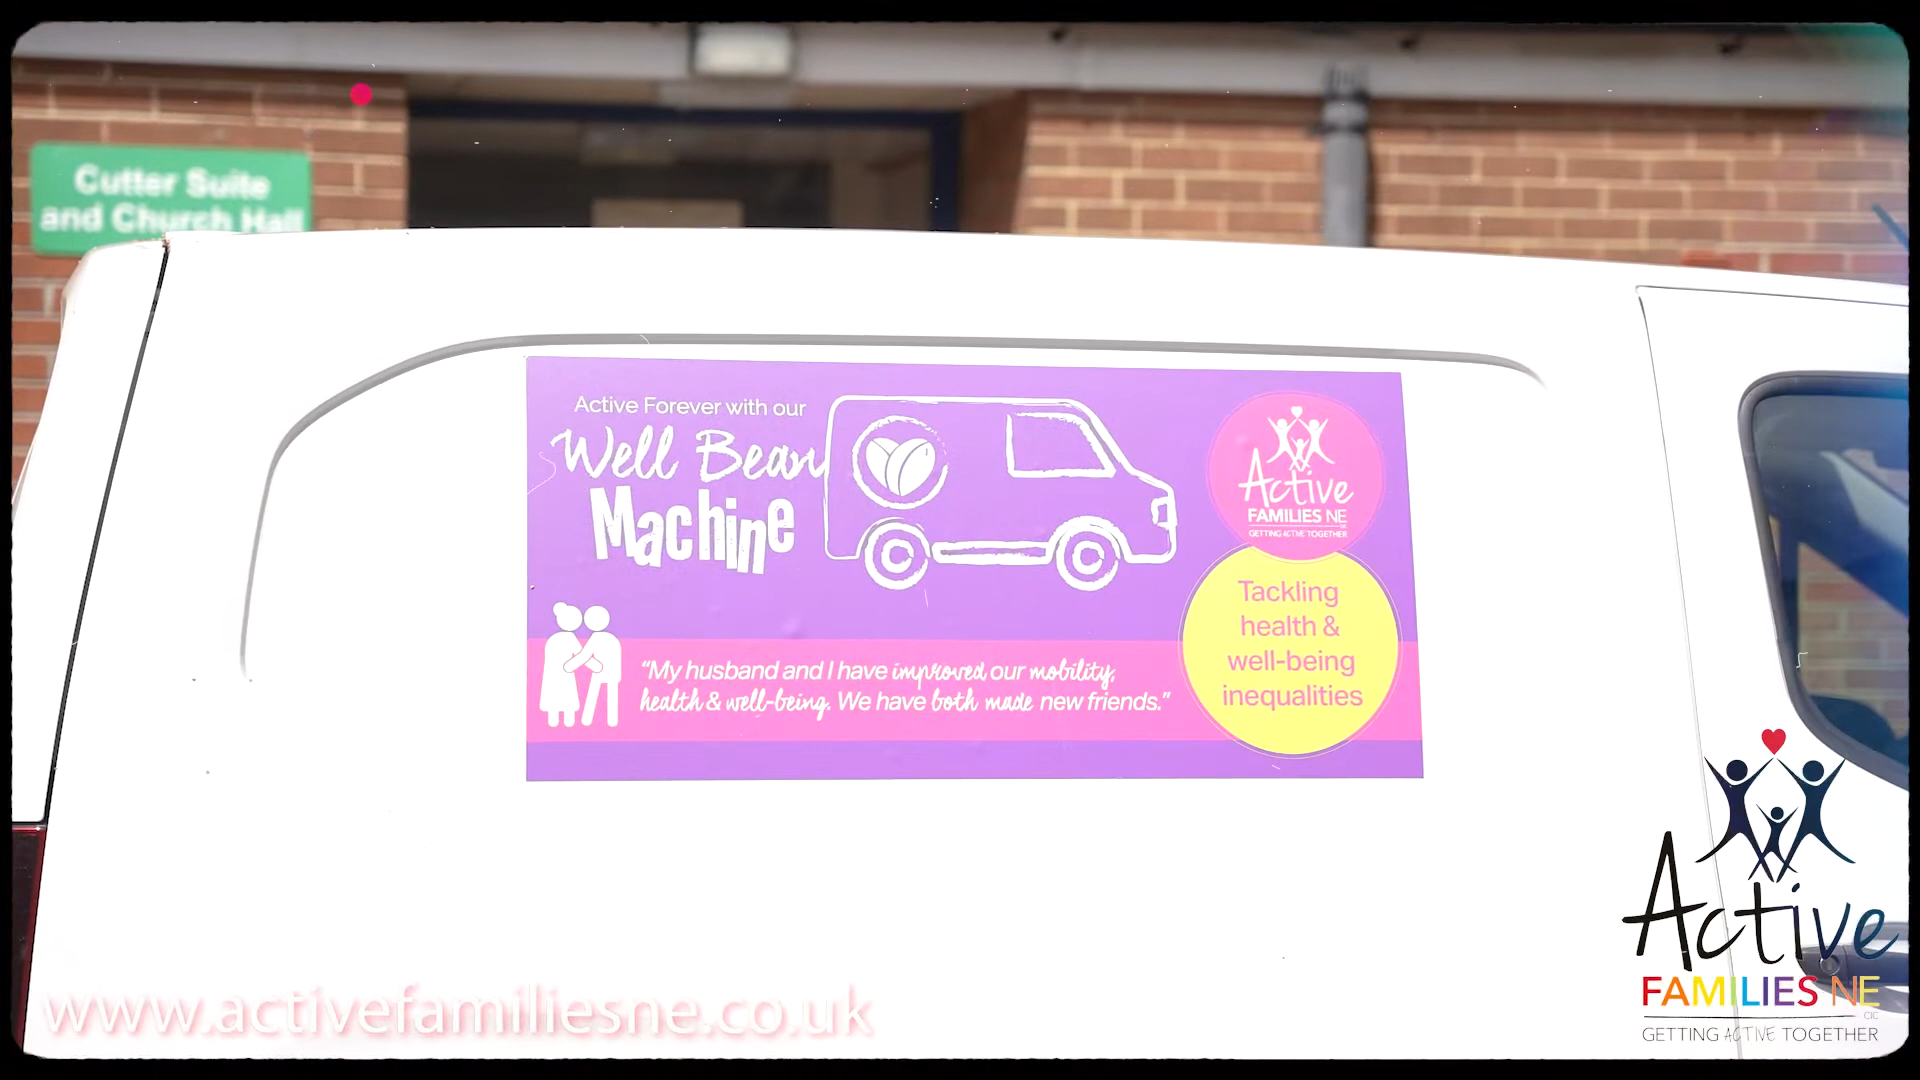 Cutter Suite
and Church Hall
Active Forever with our
Well Bean
Machine
Active
FAMILIES NE
GETTING ACTIVE TOGETHER
Tackling
health &
well-being
inequalities
“My husband and I have improved our mobility,
health & well-being. We have both made new friends.”
Active
FAMILIES NE
CIC
GETTING ACTIVE TOGETHER
www.activefamiliesne.co.uk